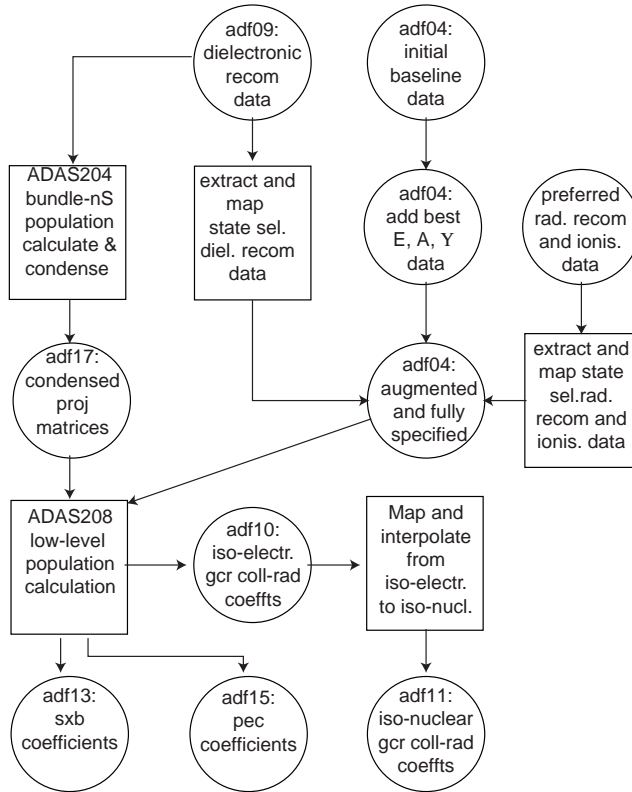 adf09:
dielectronic
recom
data
adf04:
initial
baseline
data
ADAS204
bundle-nS
population
calculate &
condense
extract and
map
state sel.
diel. recom
data
adf04:
add best
E, A, Υ
data
preferred
rad. recom
and ionis.
data
adf17:
condensed
proj
matrices
adf04:
augmented
and fully
specified
extract and
map state
sel.rad.
recom and
ionis. data
ADAS208
low-level
population
calculation
adf10:
iso-electr.
gcr coll-rad
coeffts
Map and
interpolate
from
iso-electr.
to iso-nucl.
adf13:
sxb
coefficients
adf15:
pec
coefficients
adf11:
iso-nuclear
gcr coll-rad
coeffts